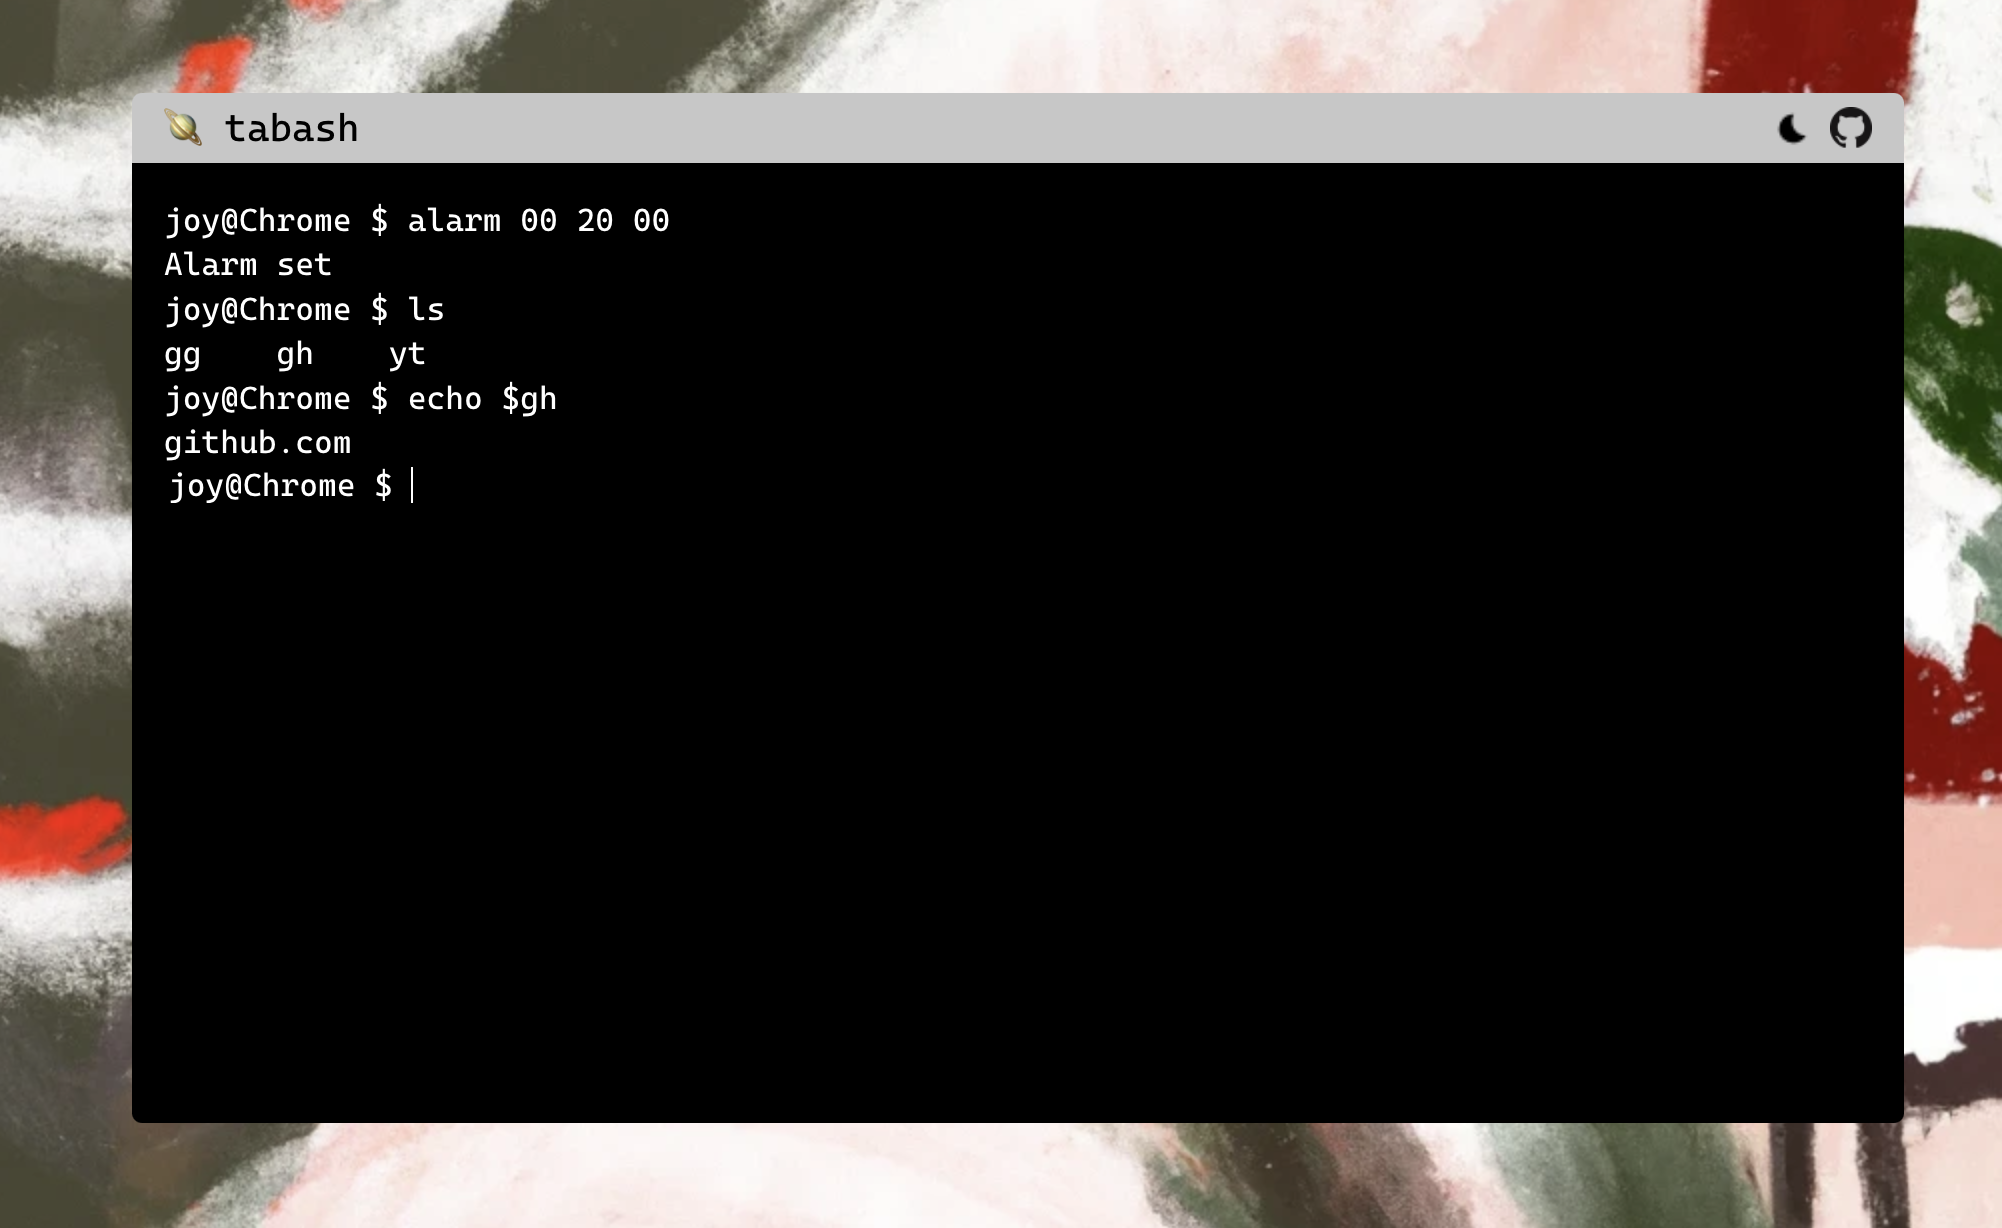 tabash
joy@Chrome $ alarm 00 20 00
Alarm set
joy@Chrome $ ls
gg    gh    yt
joy@Chrome $ echo $gh
github.com
joy@Chrome $